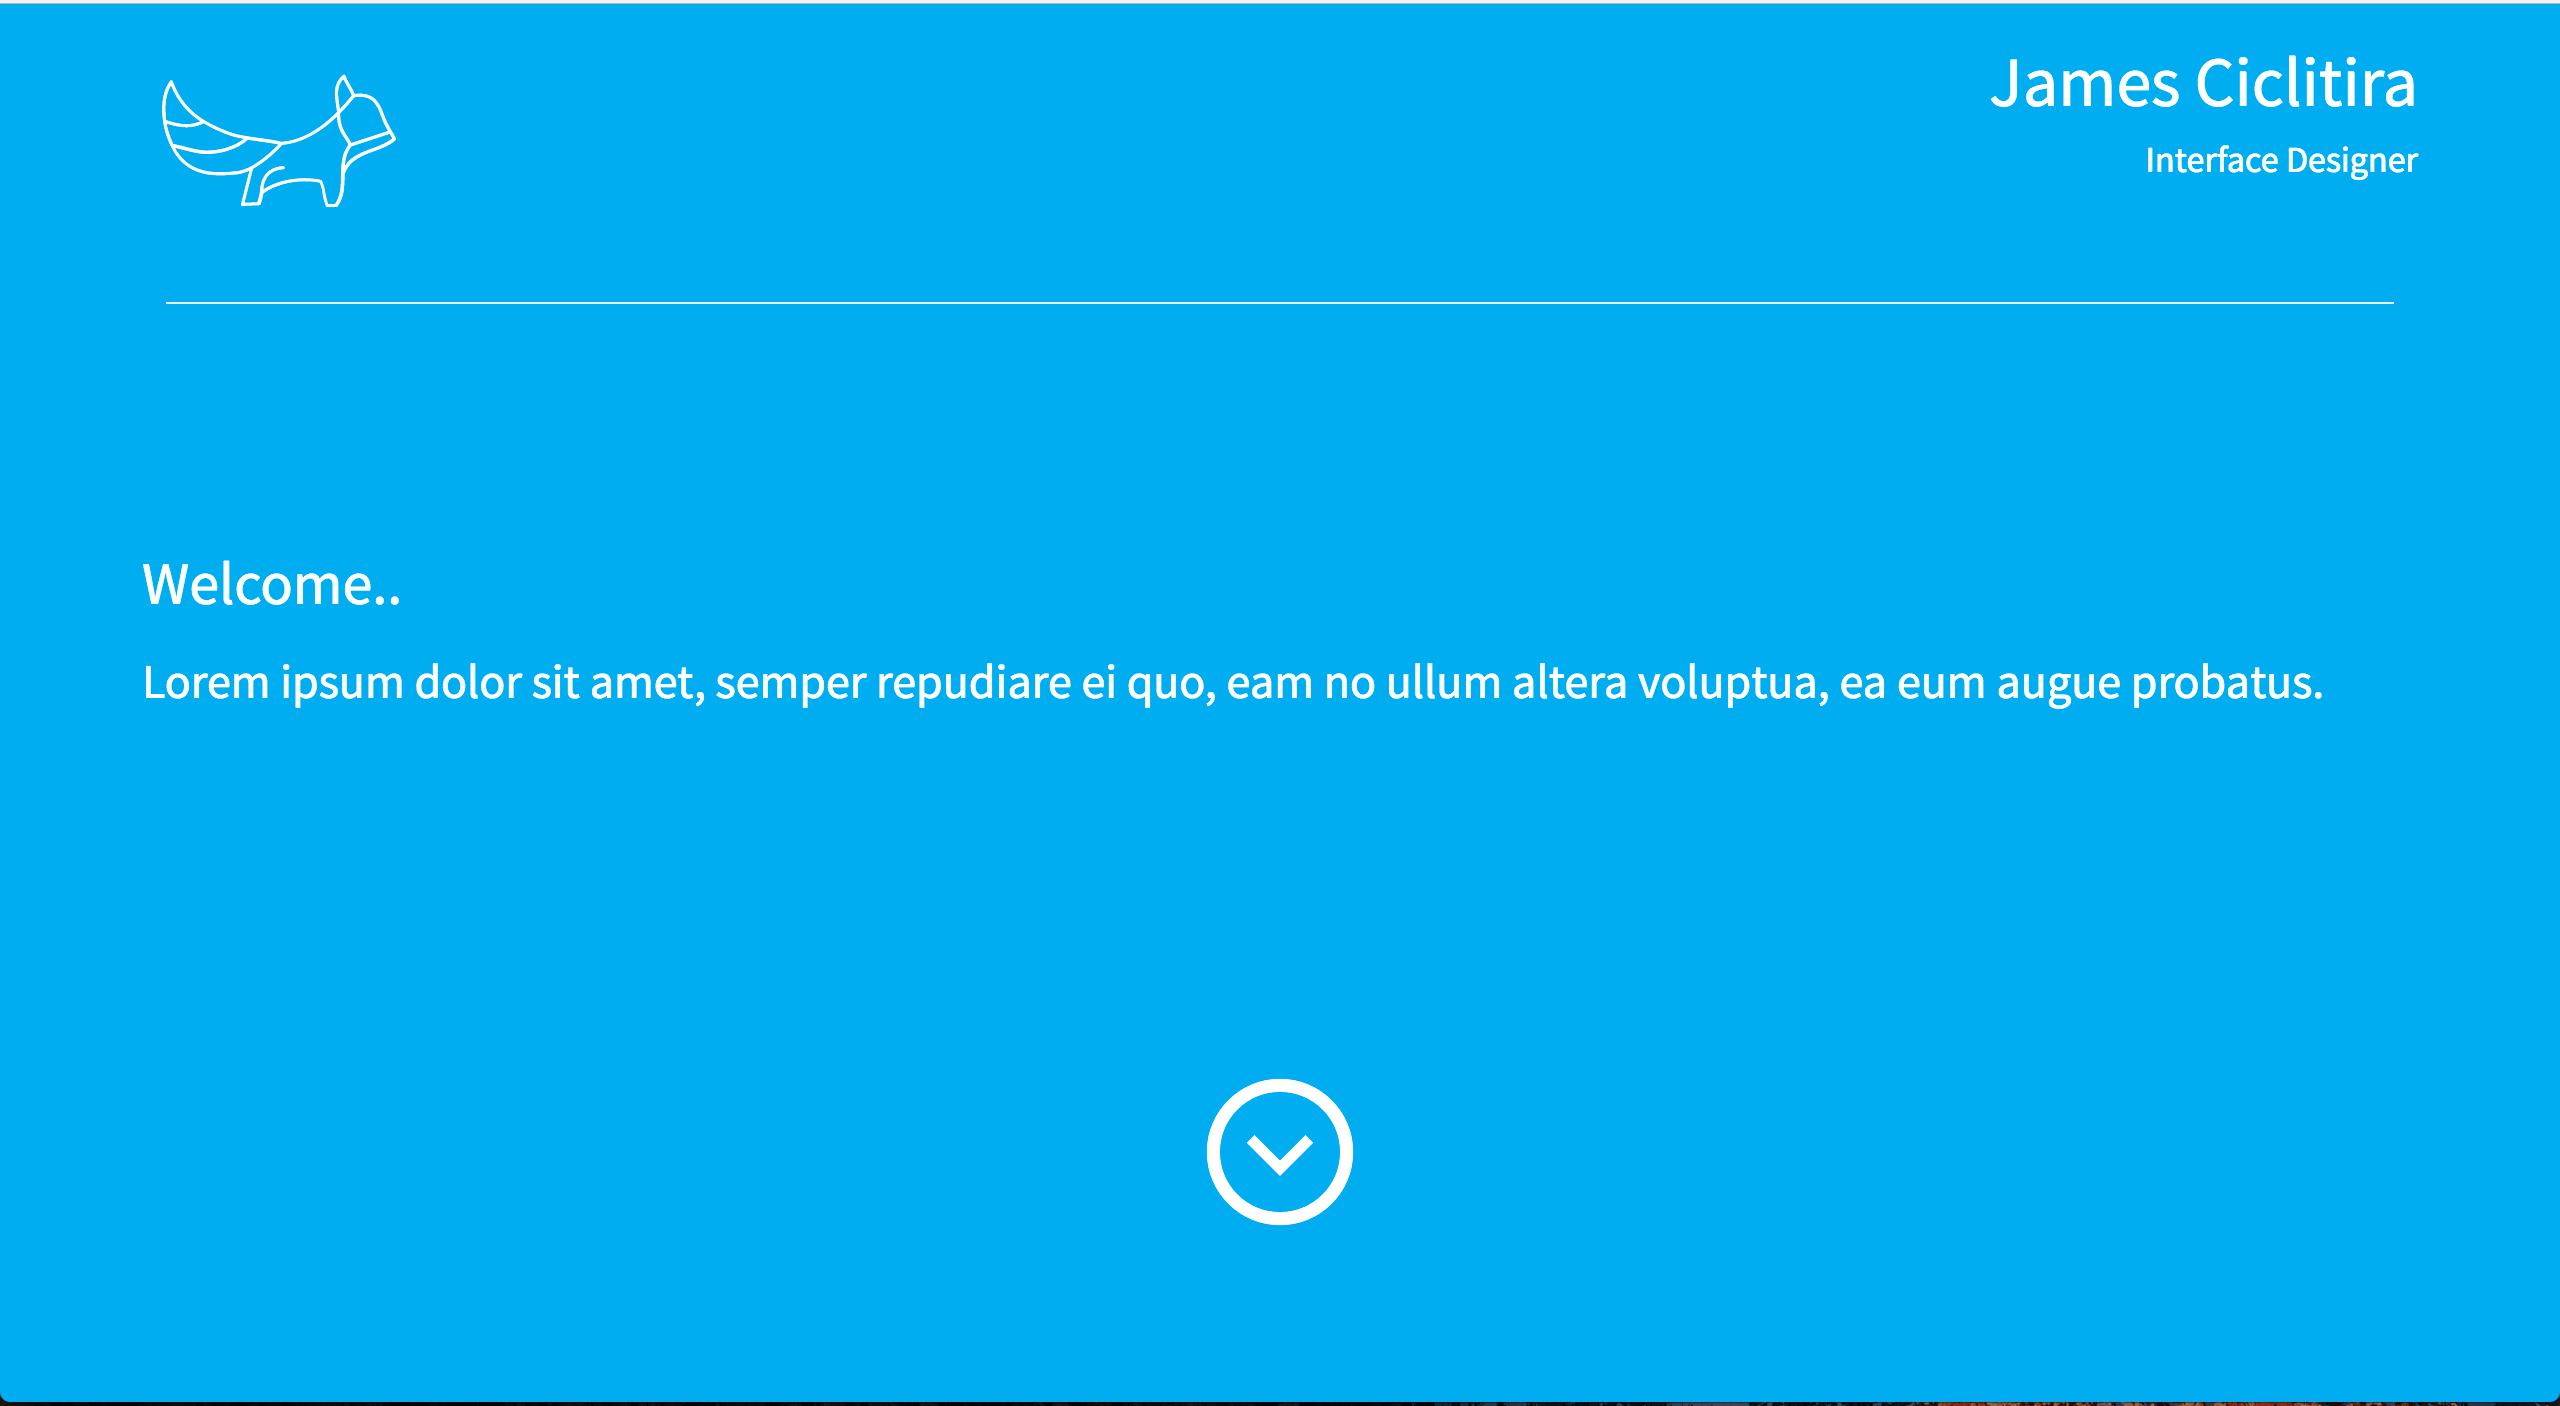 James Ciclitira
Interface Designer
Welcome..
Lorem ipsum dolor sit amet, semper repudiare ei quo, eam no ullum altera voluptua, ea eum augue probatus.